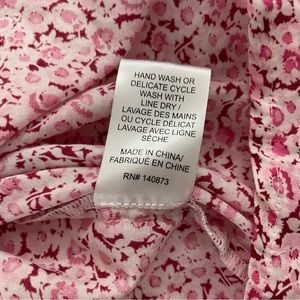 HAND WASH OR
DELICATE CYCLE
WASH WITH
LINE DRY /
LAVAGE DES MAINS
OU CYCLE DÉLICAT
LAVAGE AVEC LIGNE
SÈCHE
MADE IN CHINA/
FABRIQUÉ EN CHINE
RN# 140873